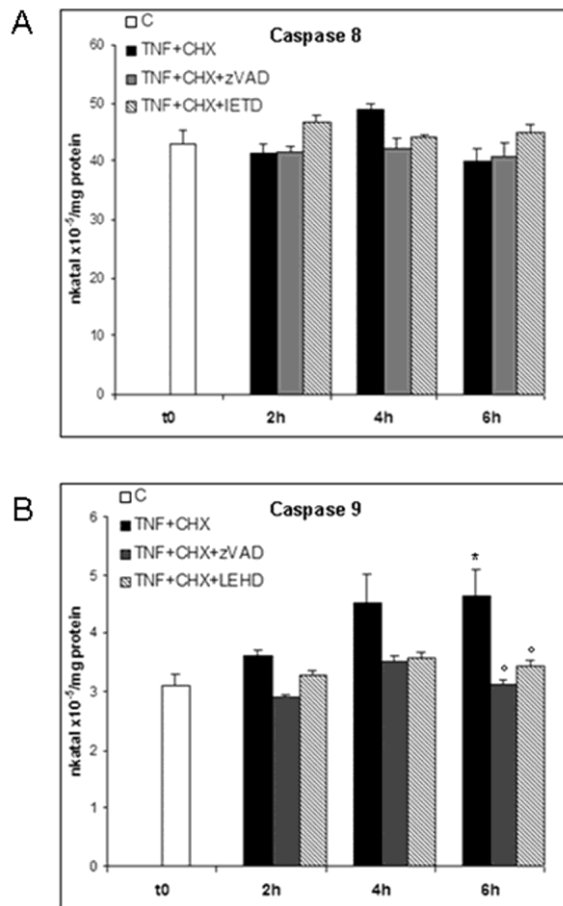 A
Caspase 8
C
TNF+CHX
TNF+CHX+zVAD
TNF+CHX+IETD
nkatal x10⁻⁵/mg protein
60
50
40
30
20
10
0
t0 2h 4h 6h
B
Caspase 9
C
TNF+CHX
TNF+CHX+zVAD
TNF+CHX+LEHD
nkatal x10⁻⁵/mg protein
6
5
4
3
2
1
0
*
° °
t0 2h 4h 6h